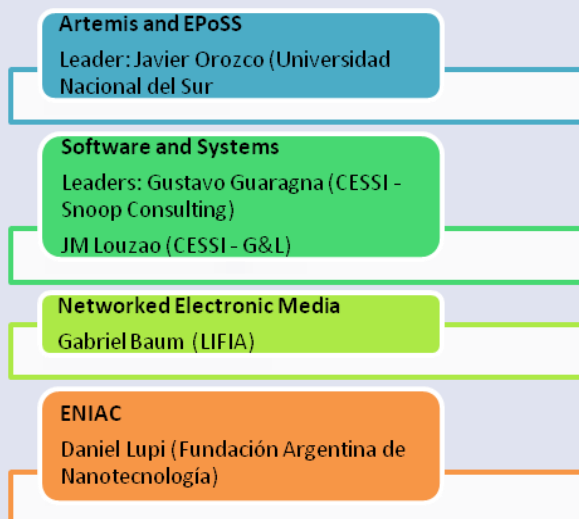 Artemis and EPoSS
Leader: Javier Orozco (Universidad
Nacional del Sur
Software and Systems
Leaders: Gustavo Guaragna (CESSI -
Snoop Consulting)
JM Louzao (CESSI - G&L)
Networked Electronic Media
Gabriel Baum (LIFIA)
ENIAC
Daniel Lupi (Fundación Argentina de
Nanotecnología)